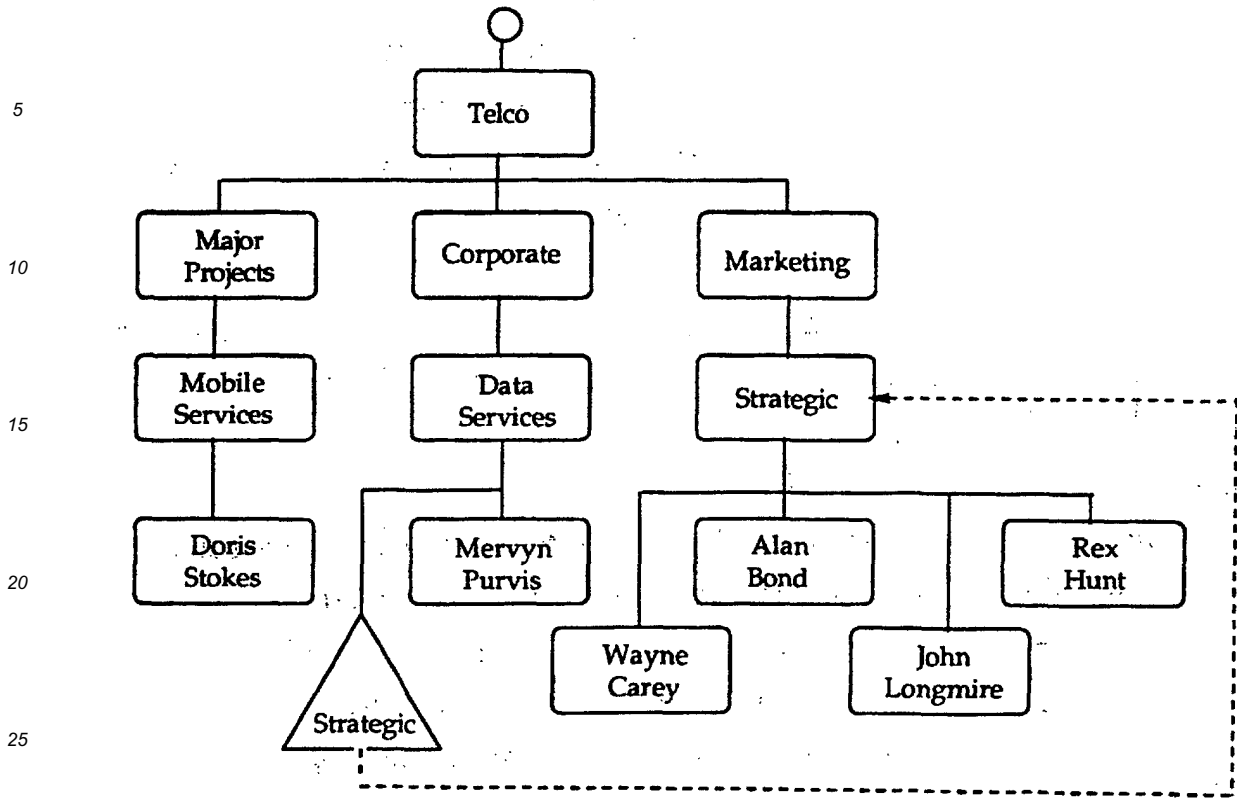 Telco
5
Major
Projects
Corporate
Marketing
10
Mobile
Services
Data
Services
Strategic
15
Doris
Stokes
Mervyn
Purvis
Alan
Bond
Rex
Hunt
20
Wayne
Carey
John
Longmire
Strategic
25